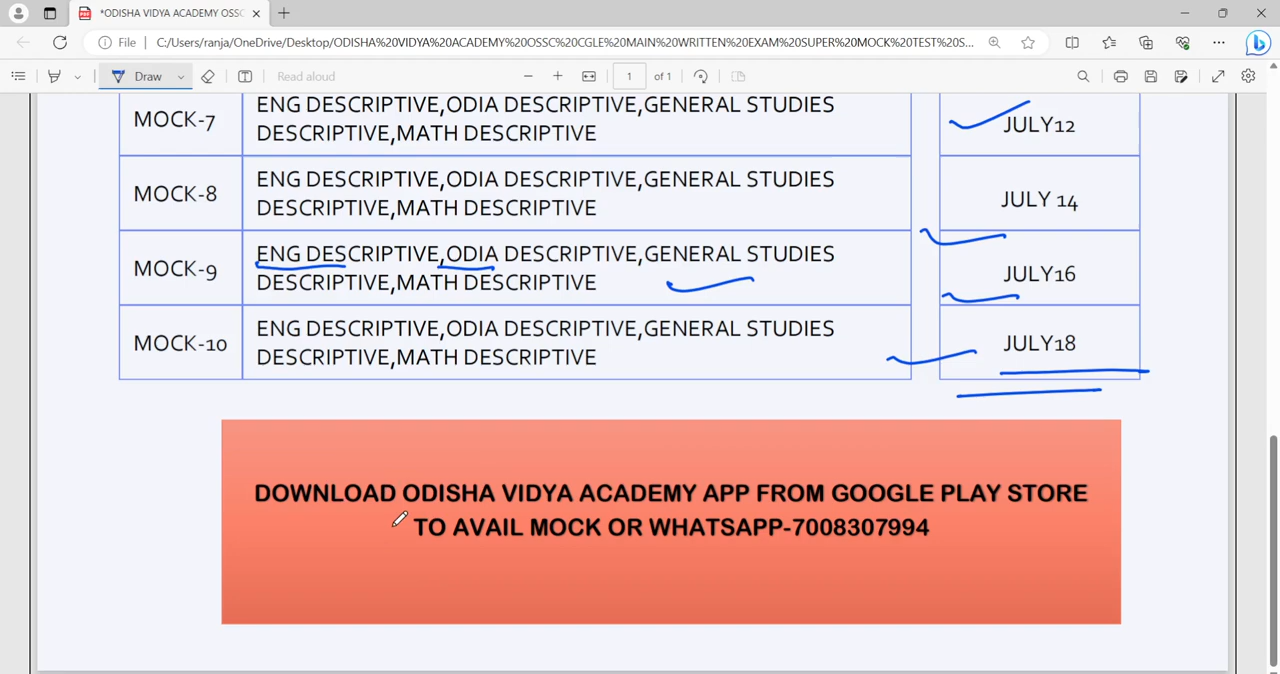 *ODISHA VIDYA ACADEMY OSSC
File C:/Users/ranja/OneDrive/Desktop/ODISHA%20VIDYA%20ACADEMY%20OSSC%20CGLE%20MAIN%20WRITTEN%20EXAM%20SUPER%20MOCK%20TEST%20S...
Draw Read aloud 1 of 1
MOCK-7 ENG DESCRIPTIVE,ODIA DESCRIPTIVE,GENERAL STUDIES
DESCRIPTIVE,MATH DESCRIPTIVE JULY12
MOCK-8 ENG DESCRIPTIVE,ODIA DESCRIPTIVE,GENERAL STUDIES
DESCRIPTIVE,MATH DESCRIPTIVE JULY 14
MOCK-9 ENG DESCRIPTIVE,ODIA DESCRIPTIVE,GENERAL STUDIES
DESCRIPTIVE,MATH DESCRIPTIVE JULY16
MOCK-10 ENG DESCRIPTIVE,ODIA DESCRIPTIVE,GENERAL STUDIES
DESCRIPTIVE,MATH DESCRIPTIVE JULY18
DOWNLOAD ODISHA VIDYA ACADEMY APP FROM GOOGLE PLAY STORE
TO AVAIL MOCK OR WHATSAPP-7008307994